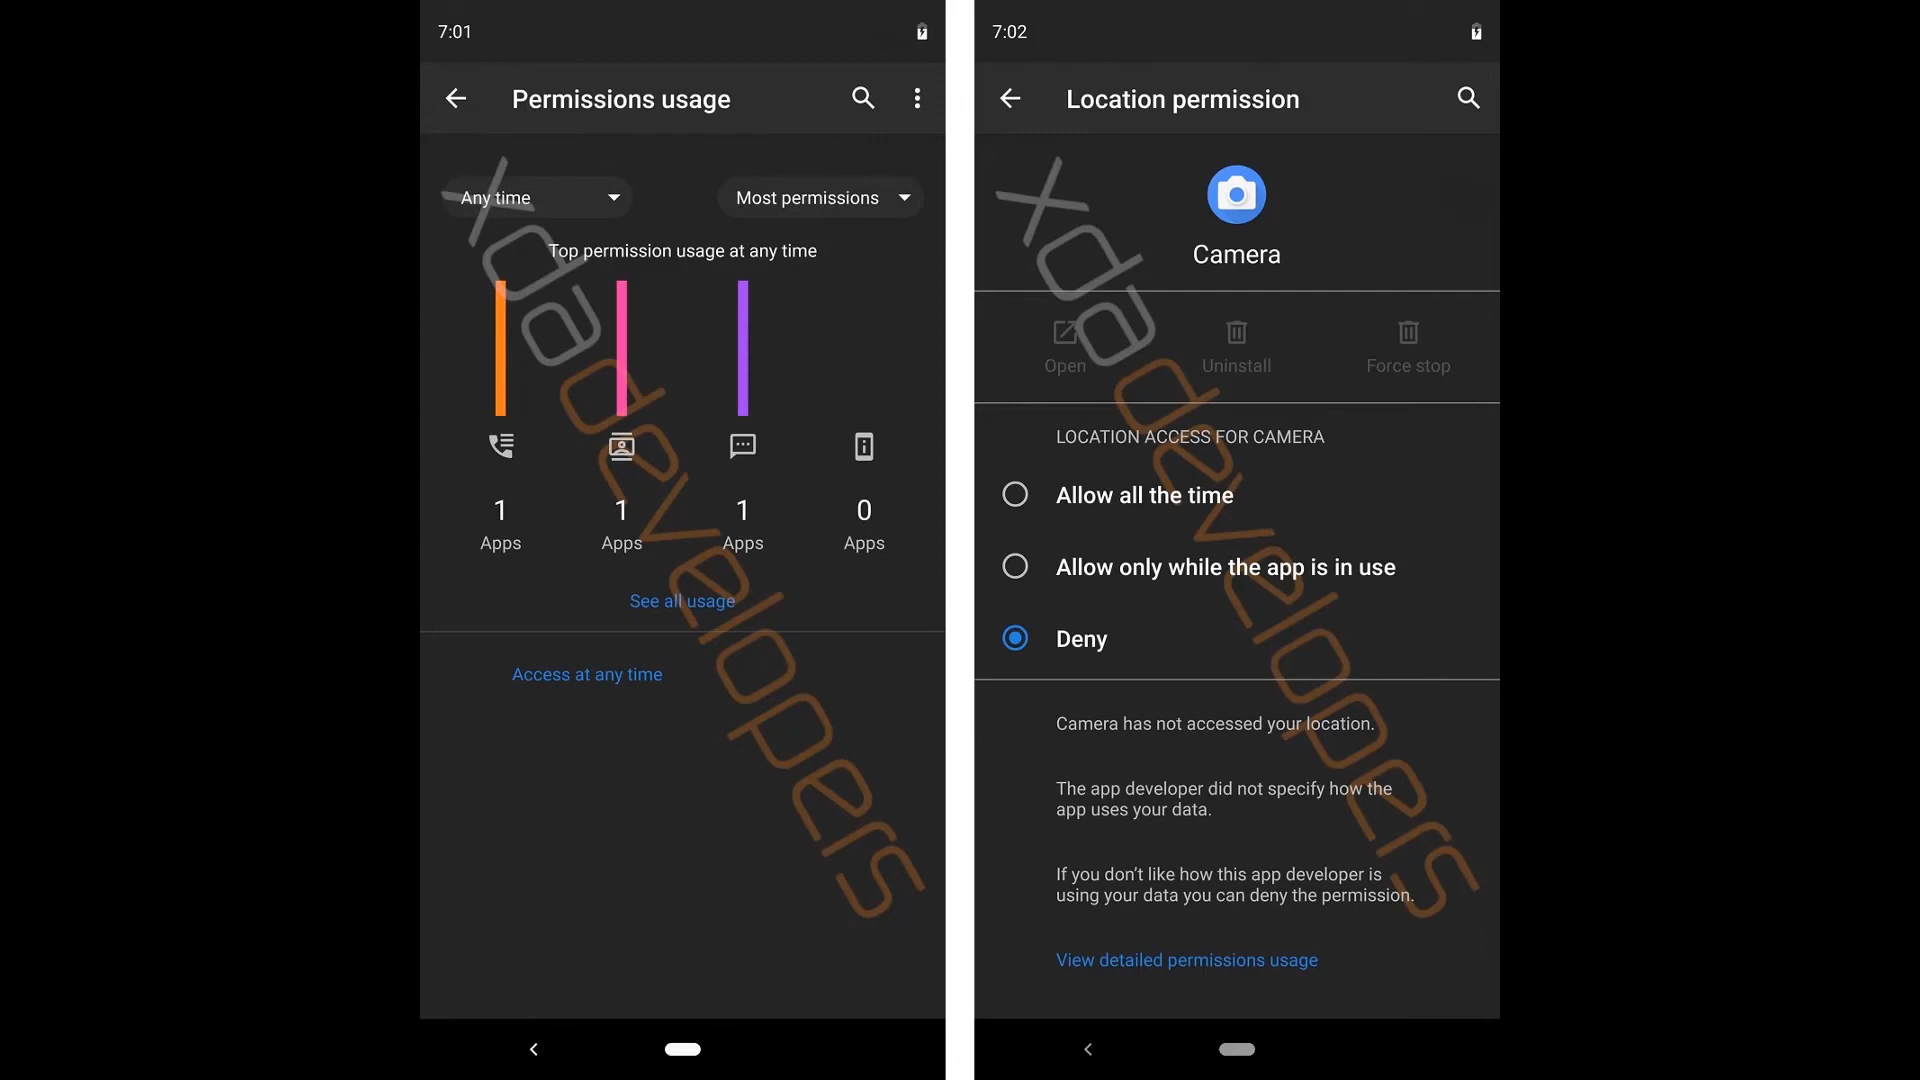 7:01
Permissions usage
Any time
Most permissions
Top permission usage at any time
1
1
1
0
Apps
Apps
Apps
Apps
See all usage
Access at any time
xdadevelopers
7:02
Location permission
Camera
Open
Uninstall
Force stop
LOCATION ACCESS FOR CAMERA
Allow all the time
Allow only while the app is in use
Deny
Camera has not accessed your location.
The app developer did not specify how the
app uses your data.
If you don't like how this app developer is
using your data you can deny the permission.
View detailed permissions usage
xdadevelopers